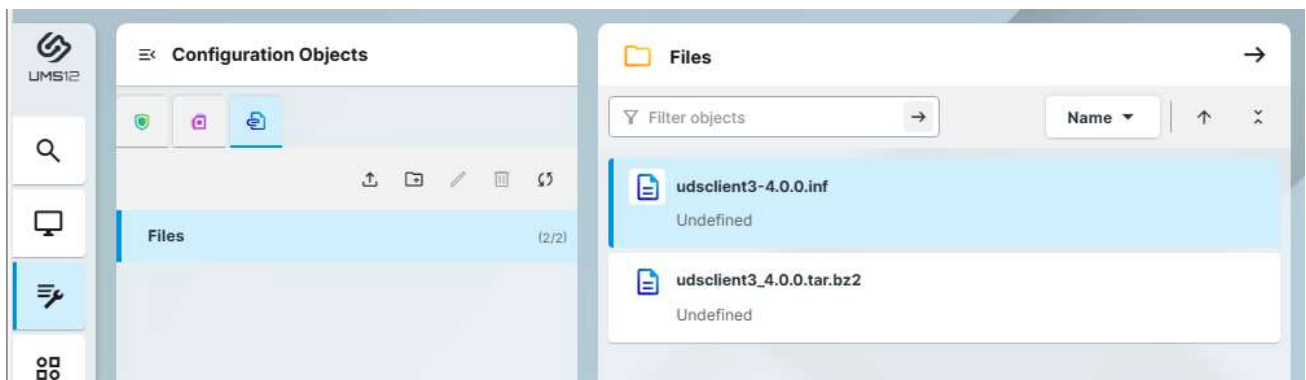 UMS12
Configuration Objects
Files
(2/2)
Files
Filter objects
Name
udsclient3-4.0.0.inf
Undefined
udsclient3_4.0.0.tar.bz2
Undefined